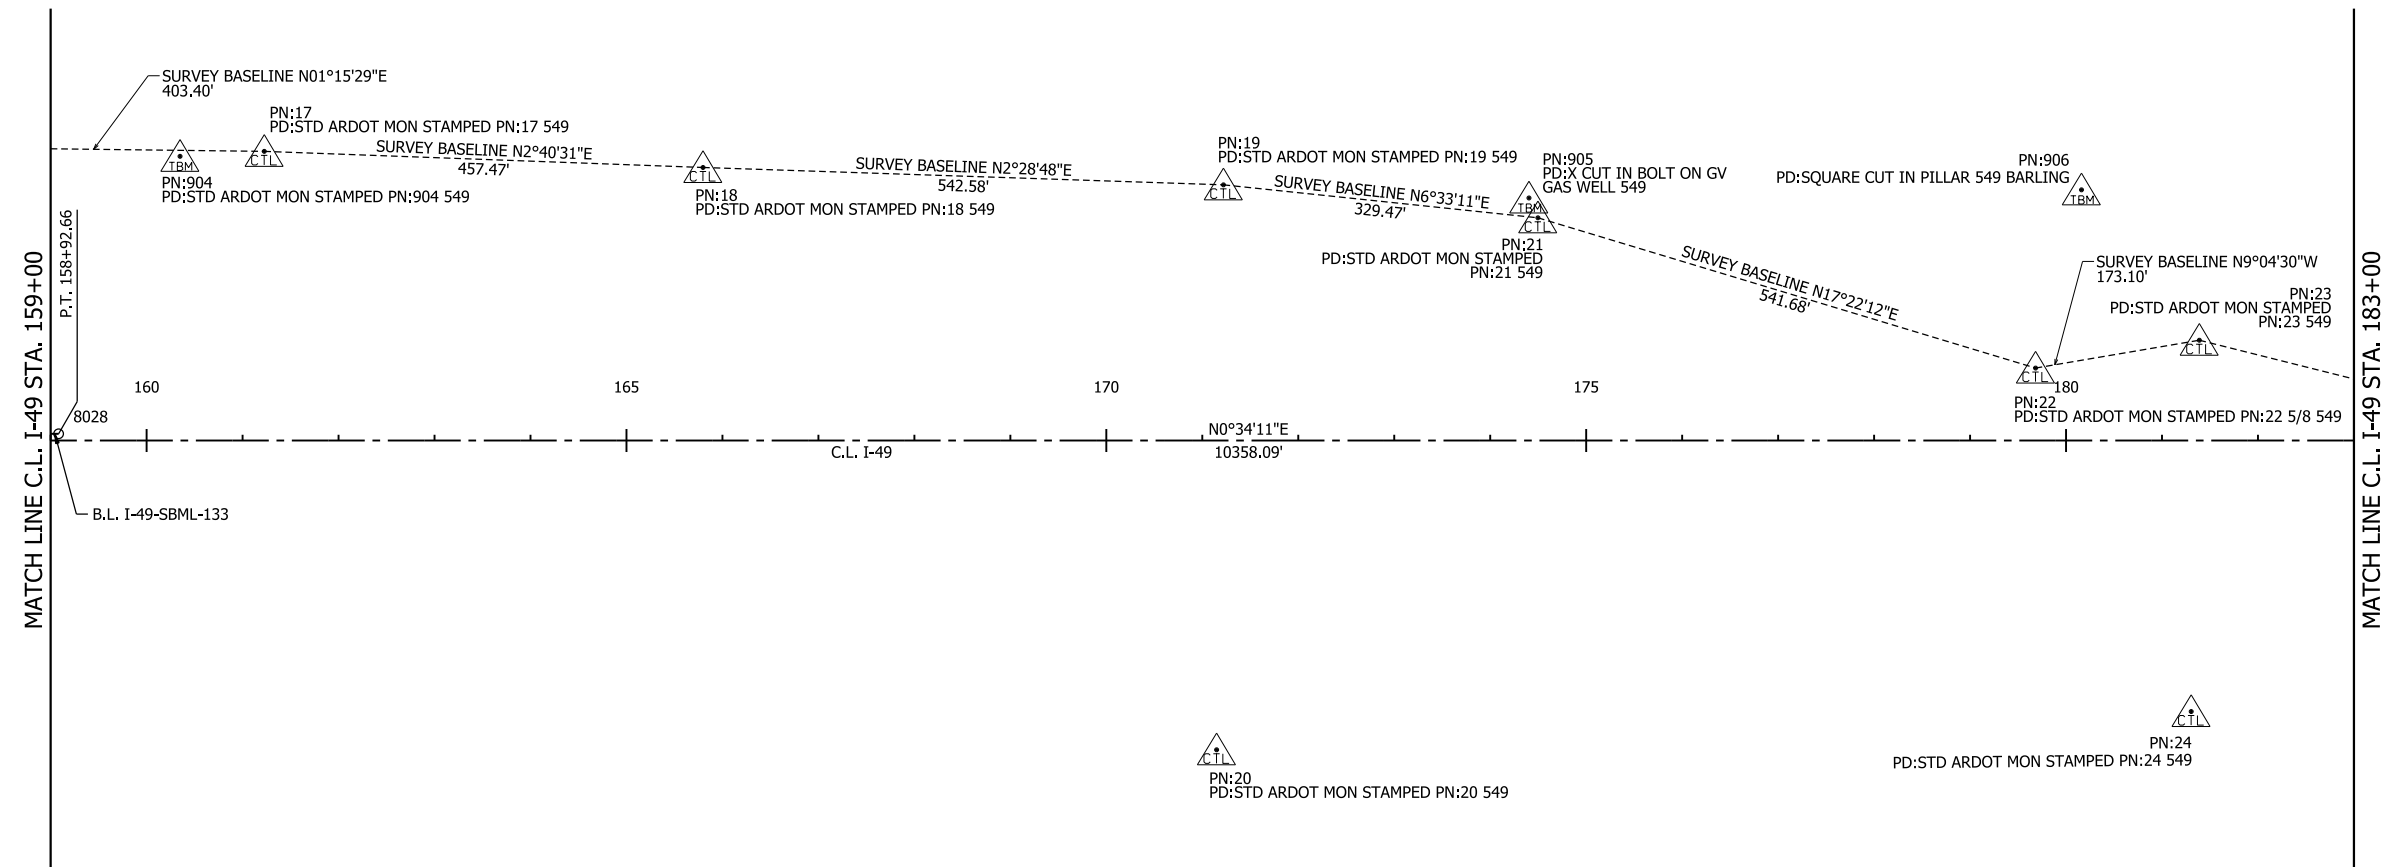 SURVEY BASELINE N01°15'29"E
403.40'
PN:17
PD:STD ARDOT MON STAMPED PN:17 549
CTL
TBM
PN:904
PD:STD ARDOT MON STAMPED PN:904 549
SURVEY BASELINE N2°40'31"E
457.47'
CTL
PN:18
PD:STD ARDOT MON STAMPED PN:18 549
SURVEY BASELINE N2°28'48"E
542.58'
PN:19
PD:STD ARDOT MON STAMPED PN:19 549
CTL
SURVEY BASELINE N6°33'11"E
329.47'
PN:905
PD:X CUT IN BOLT ON GV
GAS WELL 549
TBM
CTL
PN:21
PD:STD ARDOT MON STAMPED
PN:21 549
PN:906
PD:SQUARE CUT IN PILLAR 549 BARLING
TBM
SURVEY BASELINE N17°22'12"E
541.68'
SURVEY BASELINE N9°04'30"W
173.10'
PN:23
PD:STD ARDOT MON STAMPED
PN:23 549
CTL
CTL
PN:22
PD:STD ARDOT MON STAMPED PN:22 5/8 549
MATCH LINE C.L. I-49 STA. 159+00
P.T. 158+92.66
8028
160
165
170
175
180
N0°34'11"E
C.L. I-49
10358.09'
B.L. I-49-SBML-133
MATCH LINE C.L. I-49 STA. 183+00
CTL
PN:20
PD:STD ARDOT MON STAMPED PN:20 549
CTL
PN:24
PD:STD ARDOT MON STAMPED PN:24 549